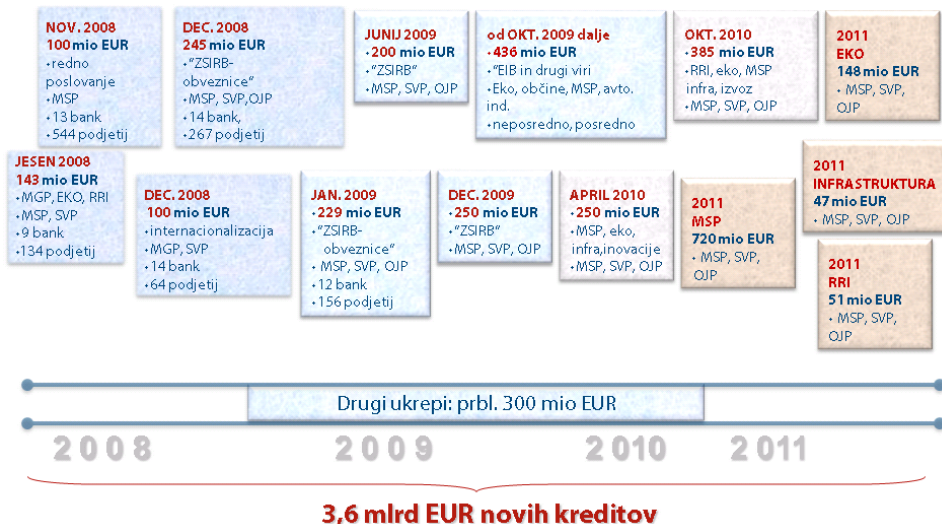 NOV. 2008
100 mio EUR
•redno
poslovanje
•MSP
•13 bank
•544 podjetij
DEC. 2008
245 mio EUR
•"ZSIRB-
obveznice"
•MSP, SVP,OJP
•14 bank,
•267 podjetij
JUNIJ 2009
•200 mio EUR
•"ZSIRB"
•MSP, SVP, OJP
od OKT. 2009 dalje
•436 mio EUR
•"EIB in drugi viri
•Eko, občine, MSP, avto.
ind.
•neposredno, posredno
OKT. 2010
•385 mio EUR
•RRI, eko, MSP
infra, izvoz
•MSP, SVP, OJP
2011
EKO
148 mio EUR
• MSP, SVP,
OJP
JESEN 2008
143 mio EUR
•MGP, EKO, RRI
•MSP, SVP
•9 bank
•134 podjetij
DEC. 2008
100 mio EUR
•internacionalizacija
•MGP, SVP
•14 bank
•64 podjetij
JAN. 2009
•229 mio EUR
•"ZSIRB-
obveznice"
• MSP, SVP, OJP
•12 bank
•156 podjetij
DEC. 2009
•250 mio EUR
•"ZSIRB"
•MSP, SVP, OJP
APRIL 2010
•250 mio EUR
•MSP, eko,
infra,inovacije
•MSP, SVP, OJP
2011
MSP
720 mio EUR
• MSP, SVP,
OJP
2011
INFRASTRUKTURA
47 mio EUR
• MSP, SVP, OJP
2011
RRI
51 mio EUR
• MSP, SVP,
OJP
Drugi ukrepi: prbl. 300 mio EUR
2008 2009 2010 2011
3,6 mlrd EUR novih kreditov